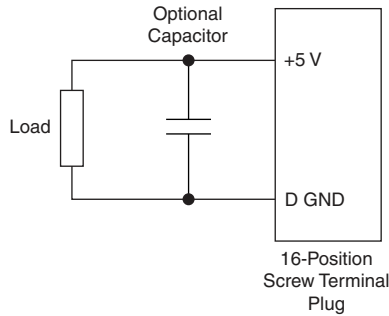 Optional
Capacitor
+5 V
Load
D GND
16-Position
Screw Terminal
Plug